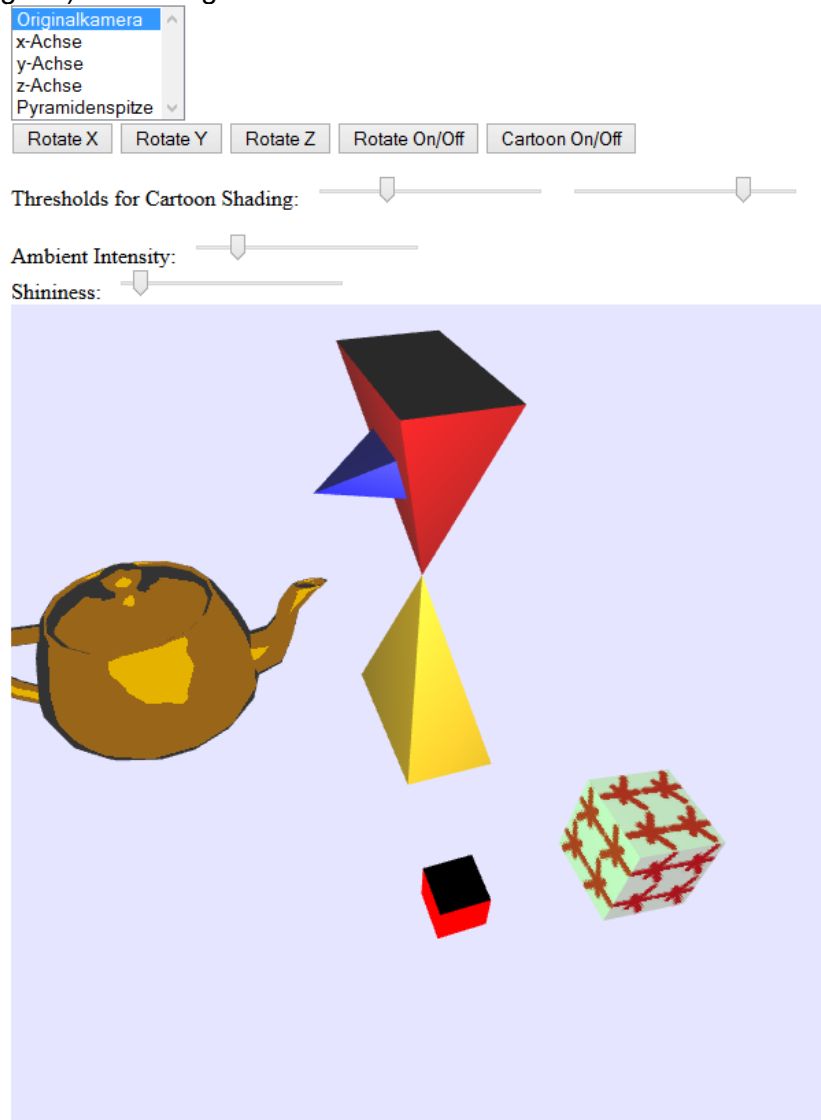 Originalkamera
x-Achse
y-Achse
z-Achse
Pyramidenspitze
Rotate X Rotate Y Rotate Z Rotate On/Off Cartoon On/Off
Thresholds for Cartoon Shading:
Ambient Intensity:
Shininess: